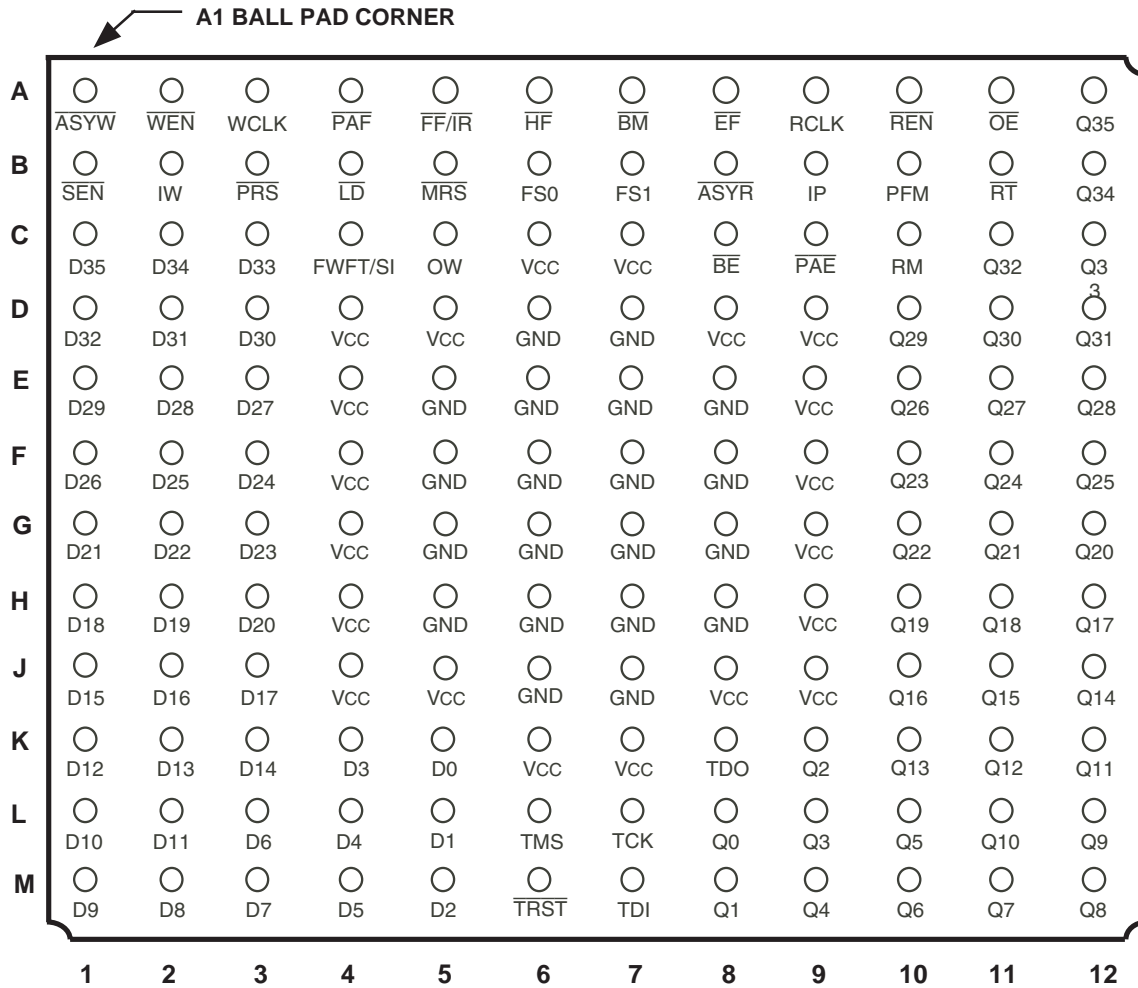 A1 BALL PAD CORNER
A
ASYW WEN WCLK PAF FF/IR HF BM EF RCLK REN OE Q35
B
SEN IW PRS LD MRS FS0 FS1 ASYR IP PFM RT Q34
C
D35 D34 D33 FWFT/SI OW VCC VCC BE PAE RM Q32 Q3
3
D
D32 D31 D30 VCC VCC GND GND VCC VCC Q29 Q30 Q31
E
D29 D28 D27 VCC GND GND GND GND VCC Q26 Q27 Q28
F
D26 D25 D24 VCC GND GND GND GND VCC Q23 Q24 Q25
G
D21 D22 D23 VCC GND GND GND GND VCC Q22 Q21 Q20
H
D18 D19 D20 VCC GND GND GND GND VCC Q19 Q18 Q17
J
D15 D16 D17 VCC VCC GND GND VCC VCC Q16 Q15 Q14
K
D12 D13 D14 D3 D0 VCC VCC TDO Q2 Q13 Q12 Q11
L
D10 D11 D6 D4 D1 TMS TCK Q0 Q3 Q5 Q10 Q9
M
D9 D8 D7 D5 D2 TRST TDI Q1 Q4 Q6 Q7 Q8
1 2 3 4 5 6 7 8 9 10 11 12